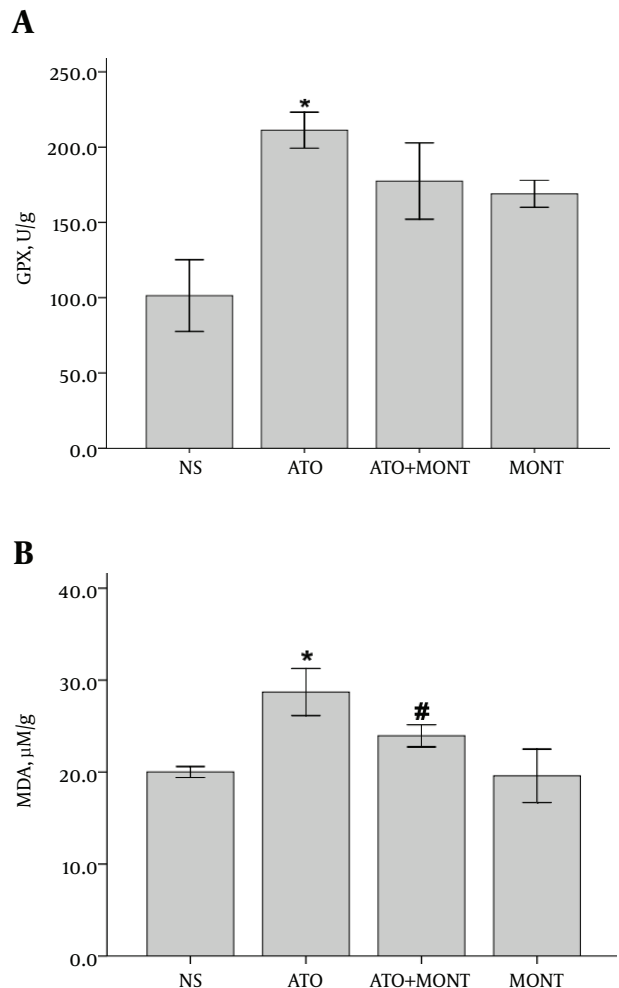 A
250.0
200.0
150.0
100.0
50.0
0.0
GPX, U/g
*
NS ATO ATO+MONT MONT
B
40.0
30.0
20.0
10.0
0.0
MDA, µM/g
*
#
NS ATO ATO+MONT MONT